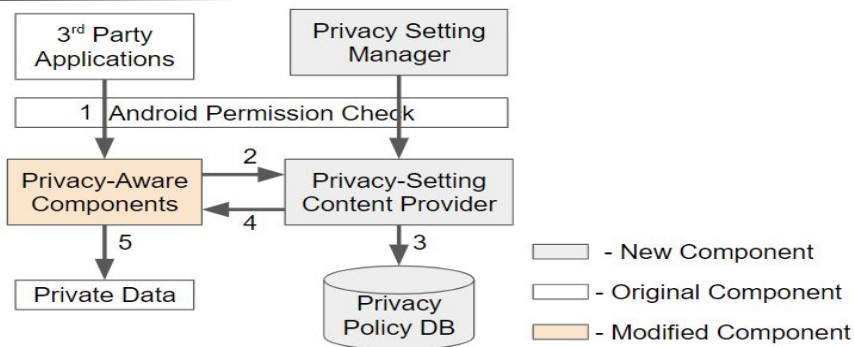 3rd Party
Applications
Privacy Setting
Manager
1 Android Permission Check
Privacy-Aware
Components
2
4
Privacy-Setting
Content Provider
5
3
Private Data
Privacy
Policy DB
- New Component
- Original Component
- Modified Component